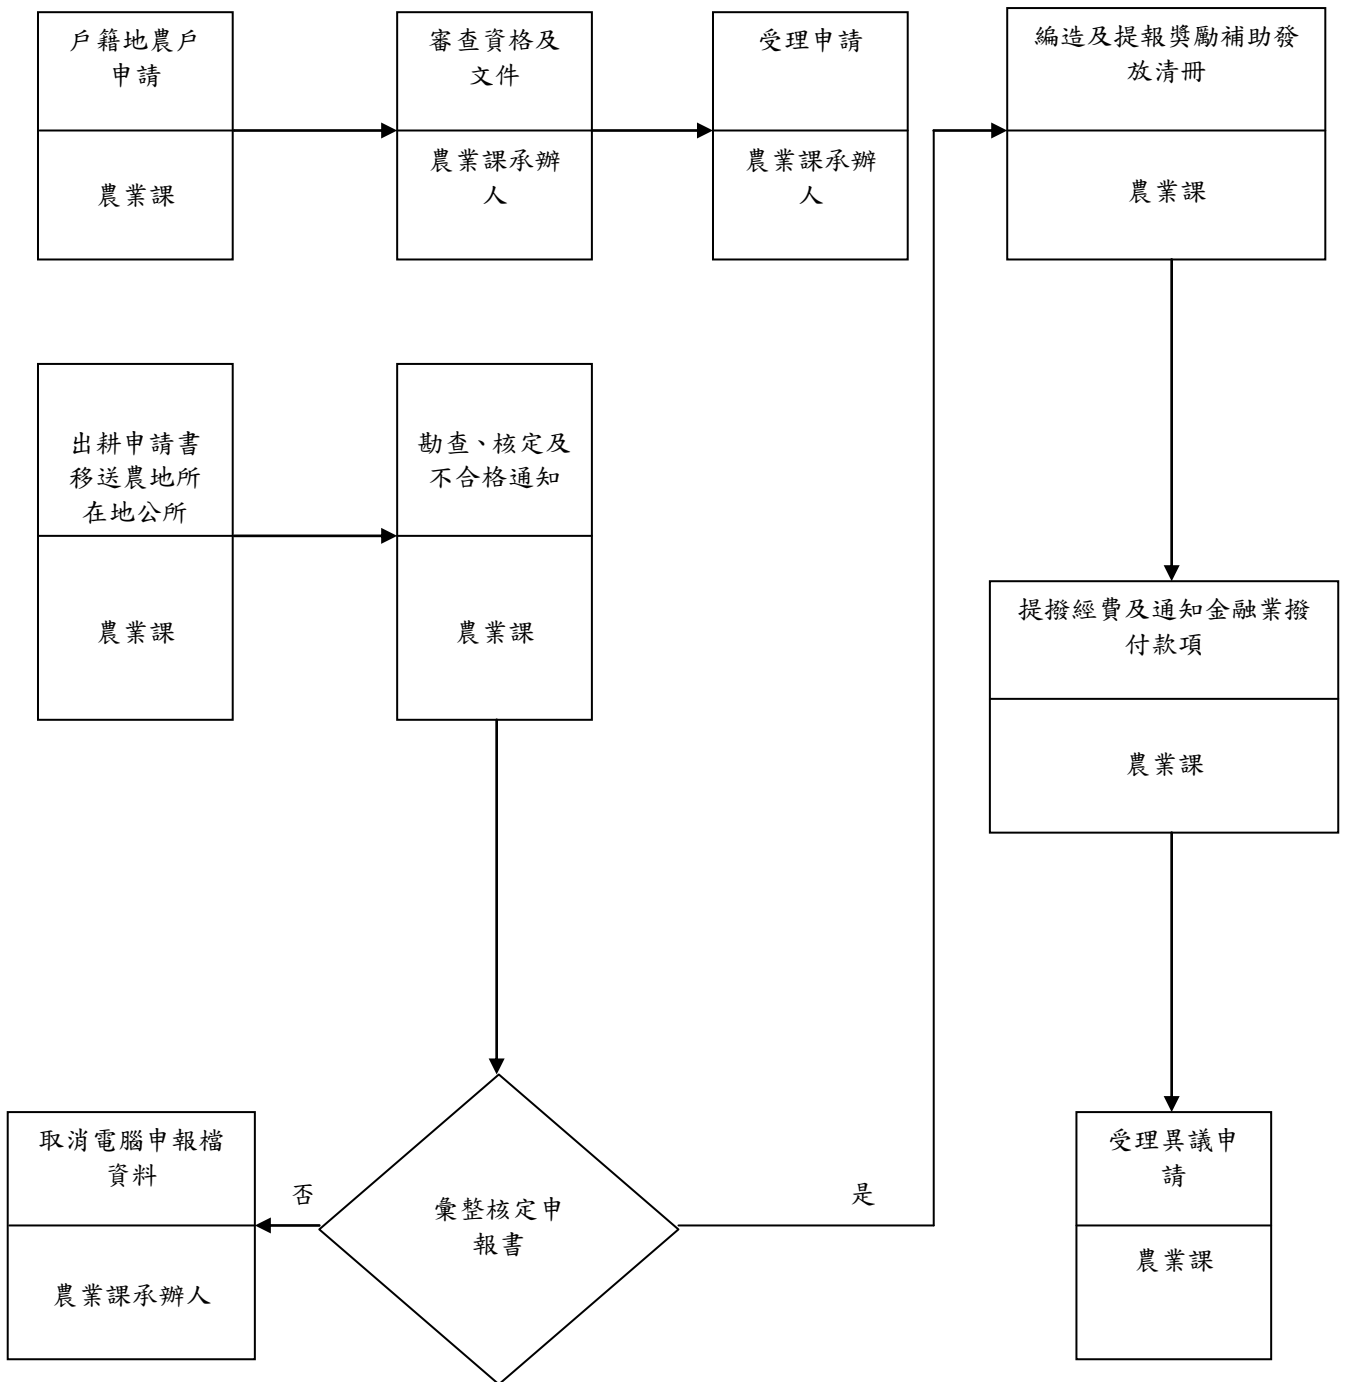 戶籍地農戶
申請
農業課
審查資格及
文件
農業課承辦
人
受理申請
農業課承辦
人
編造及提報獎勵補助發
放清冊
農業課
出耕申請書
移送農地所
在地公所
農業課
勘查、核定及
不合格通知
農業課
提撥經費及通知金融業撥
付款項
農業課
取消電腦申報檔
資料
農業課承辦人
否
彙整核定申
報書
是
受理異議申
請
農業課